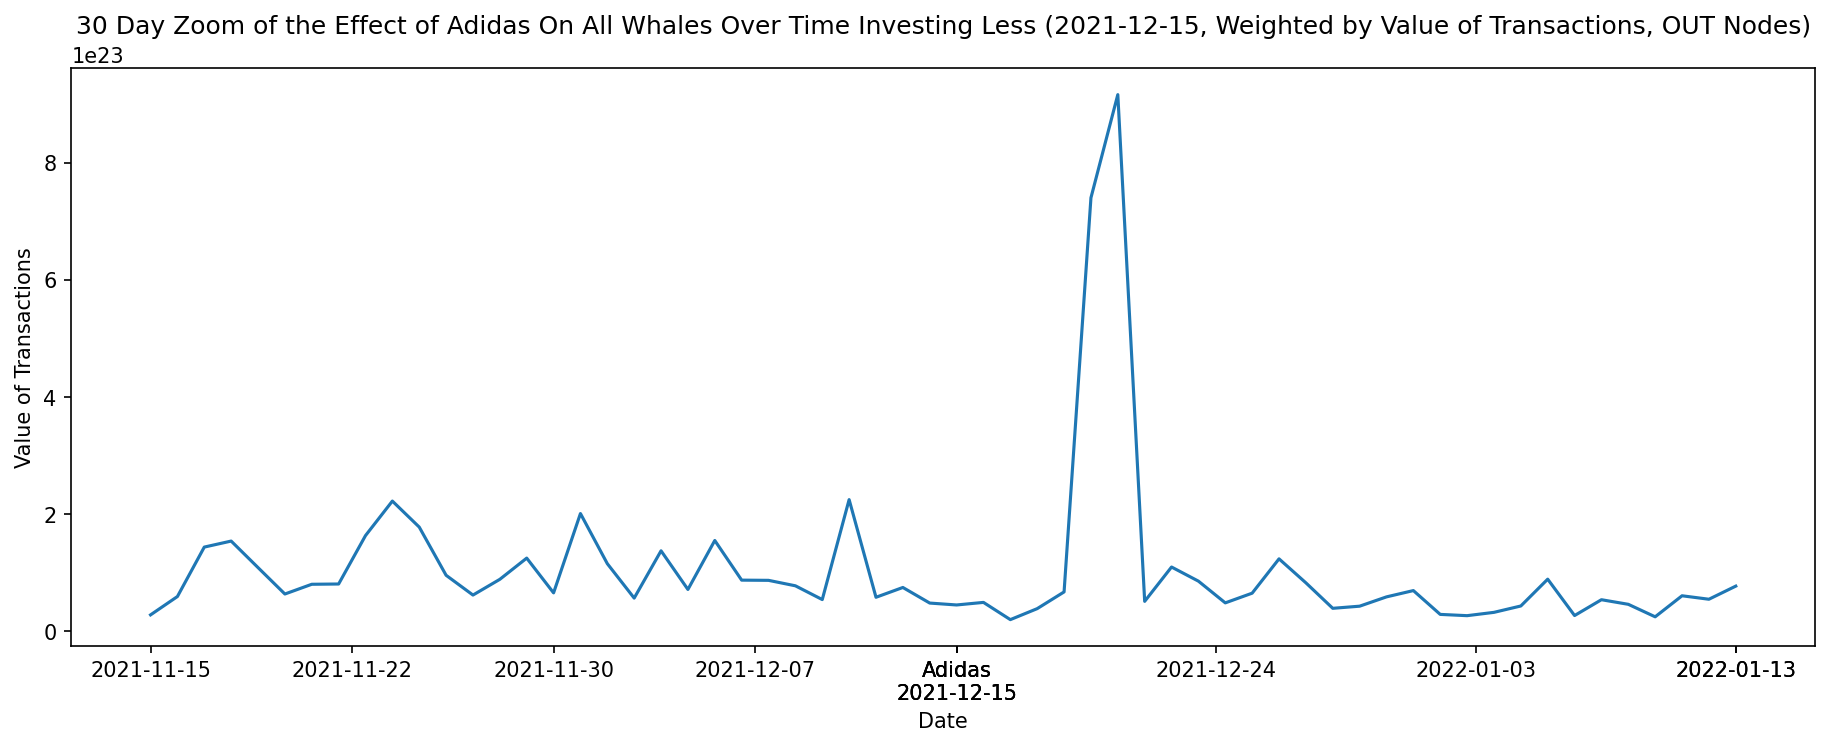 30 Day Zoom of the Effect of Adidas On All Whales Over Time Investing Less (2021-12-15, Weighted by Value of Transactions, OUT Nodes)
1e23
8
6
4
2
0
Value of Transactions
2021-11-15 2021-11-22 2021-11-30 2021-12-07 Adidas 2021-12-24 2022-01-03 2022-01-13
2021-12-15
Date